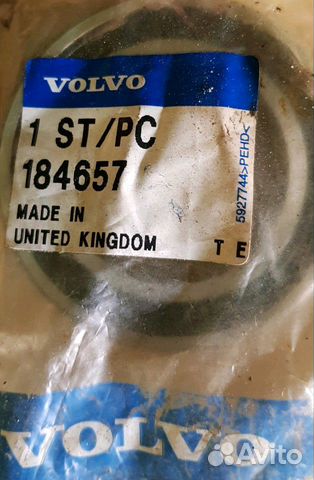 VOLVO
1 ST/PC
184657
MADE IN
UNITED KINGDOM
T E
5927744>PEHD<
VOLVO
Avito